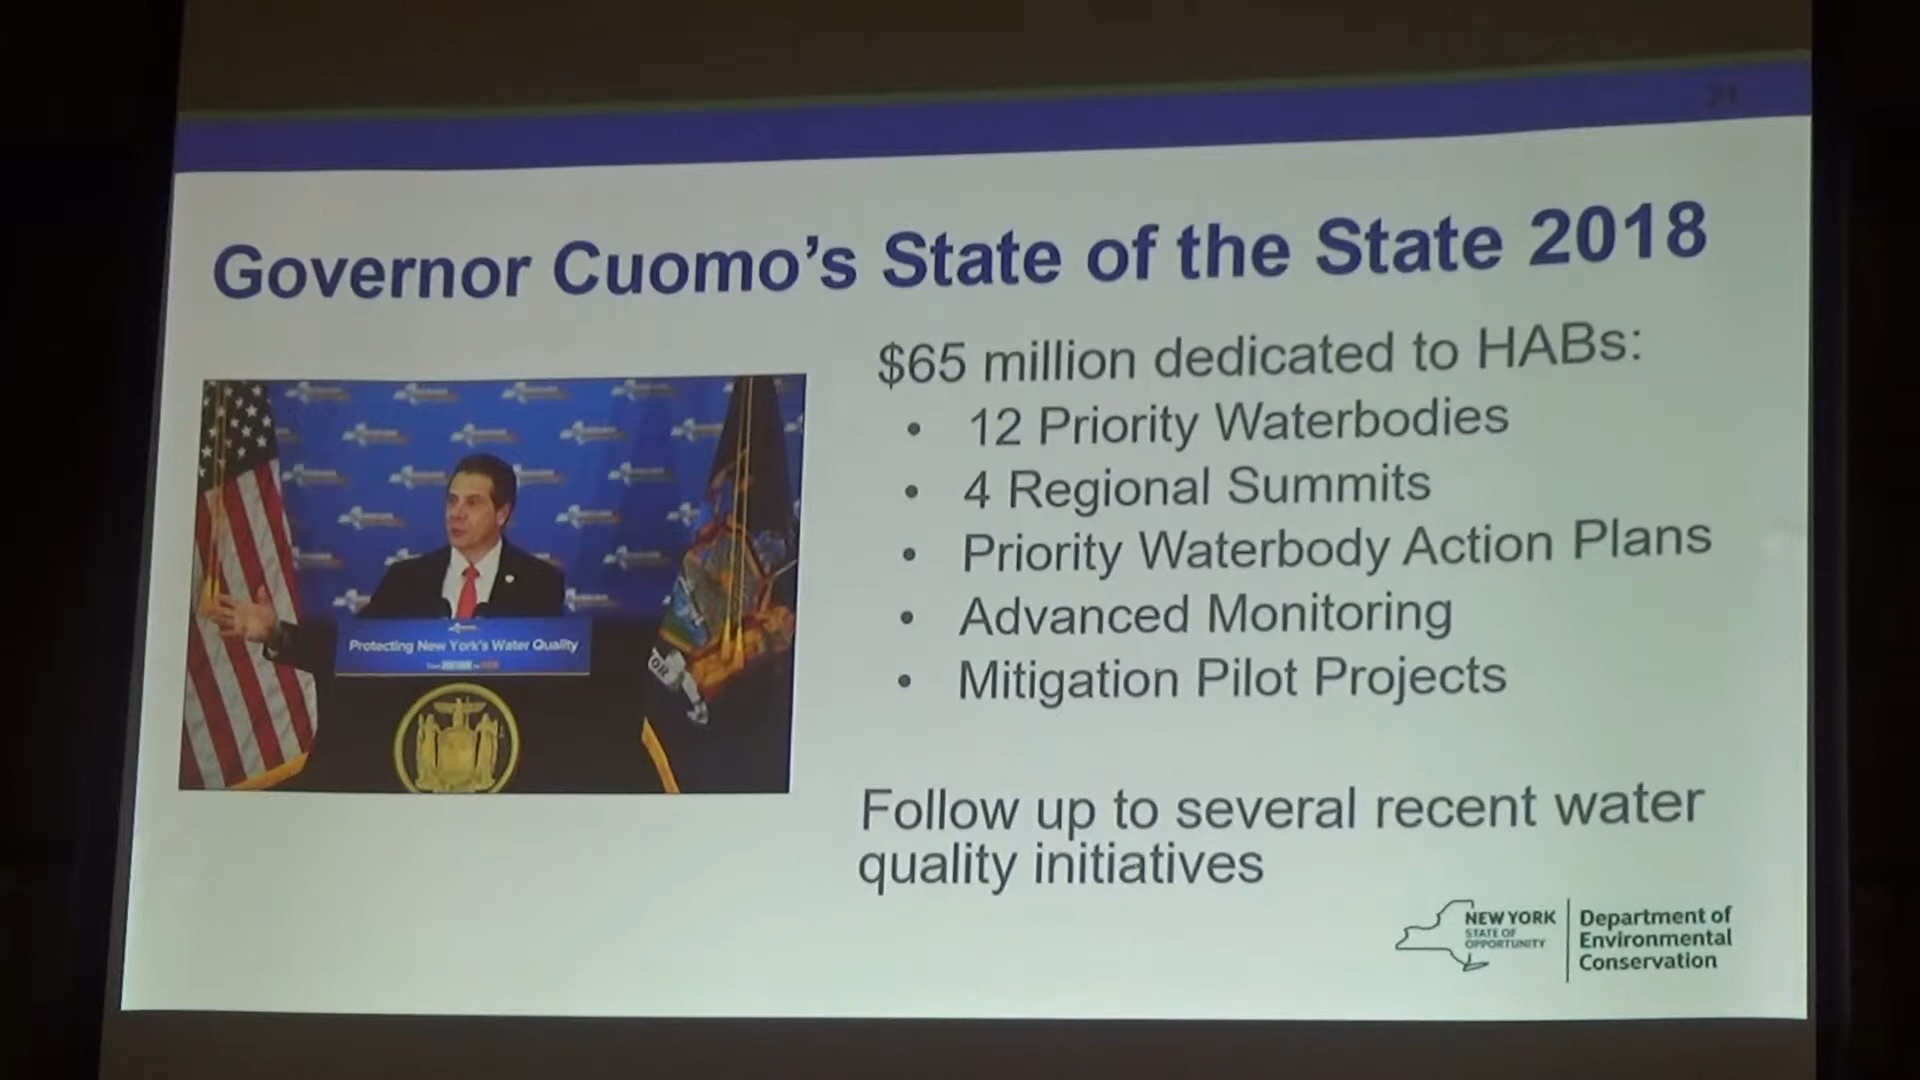 Governor Cuomo's State of the State 2018
$65 million dedicated to HABs:
• 12 Priority Waterbodies
• 4 Regional Summits
• Priority Waterbody Action Plans
• Advanced Monitoring
• Mitigation Pilot Projects
Follow up to several recent water
quality initiatives
Protecting New York's Water Quality
NEW YORK
STATE OF
OPPORTUNITY
Department of
Environmental
Conservation